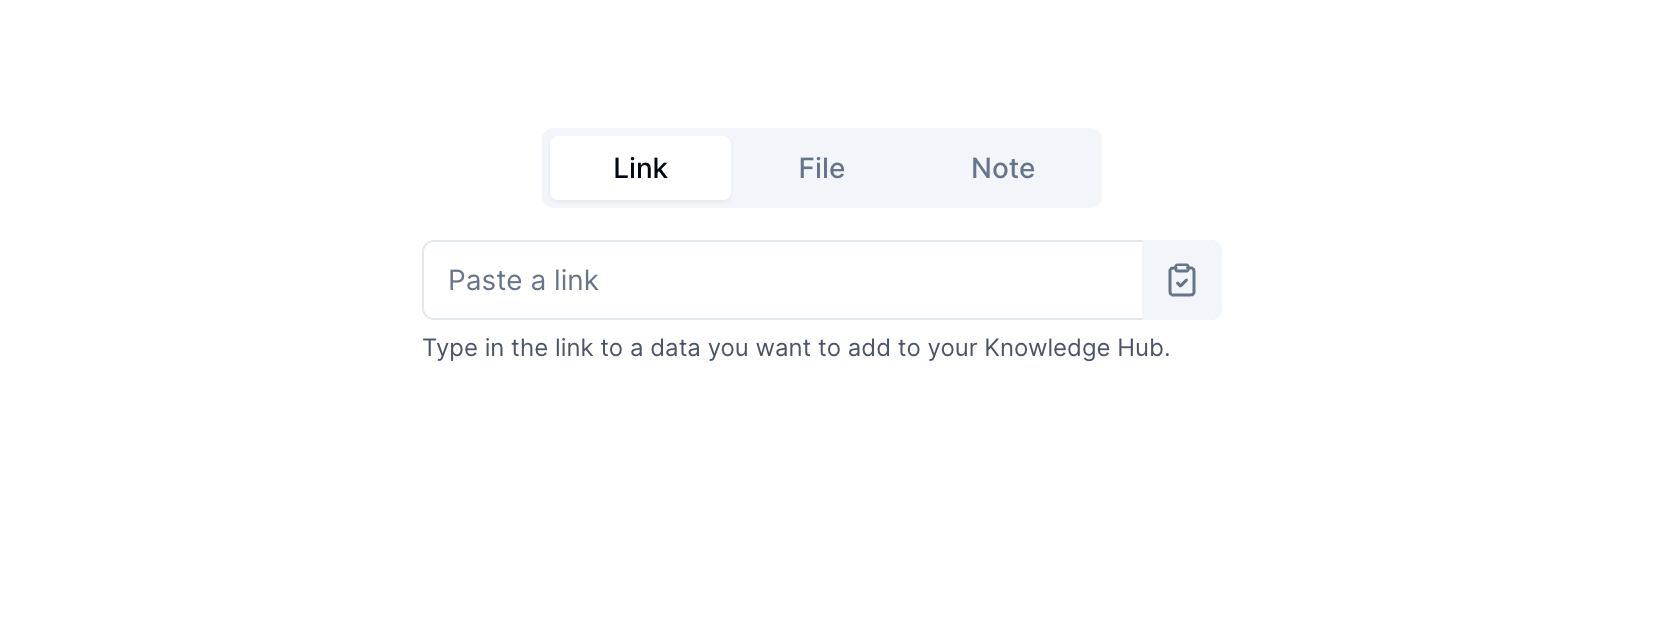 Link File Note
Paste a link
Type in the link to a data you want to add to your Knowledge Hub.